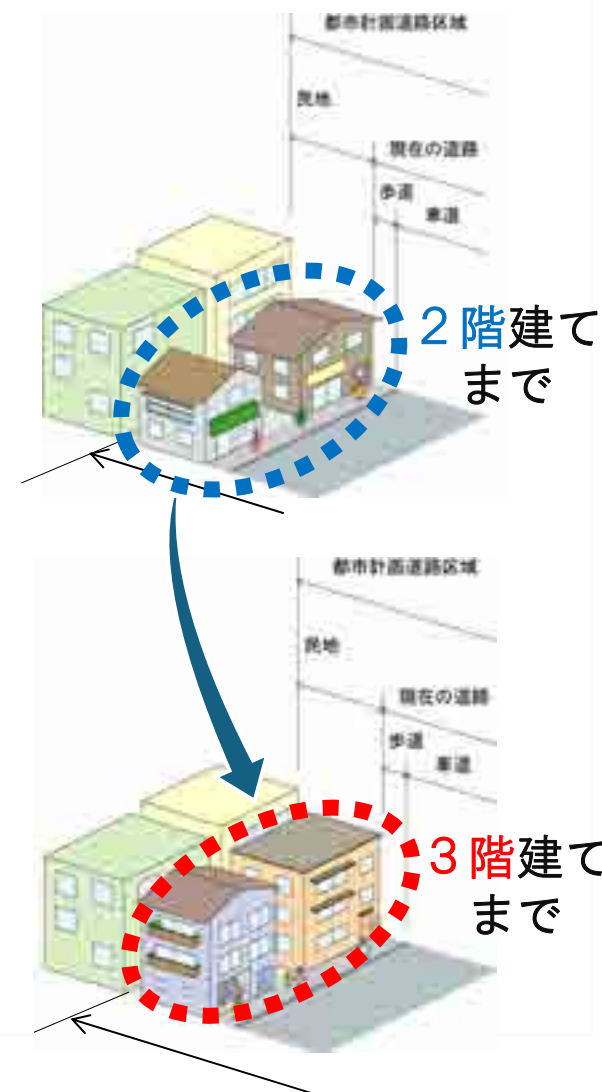 都市計画道路区域
民地
現在の道路
歩道
車道
２階建て
まで
都市計画道路区域
民地
現在の道路
歩道
車道
３階建て
まで